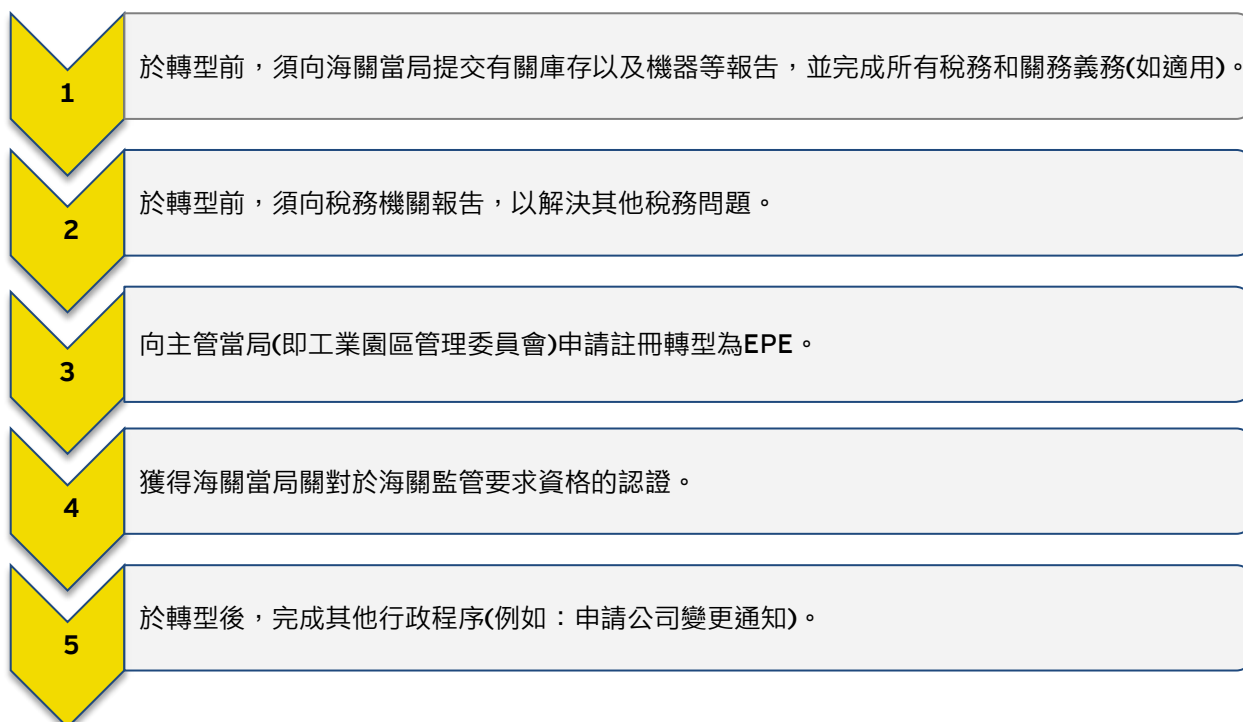 1
於轉型前，須向海關當局提交有關庫存以及機器等報告，並完成所有稅務和關務義務(如適用)。
2
於轉型前，須向稅務機關報告，以解決其他稅務問題。
3
向主管當局(即工業園區管理委員會)申請註冊轉型為EPE。
4
獲得海關當局關對於海關監管要求資格的認證。
5
於轉型後，完成其他行政程序(例如：申請公司變更通知)。